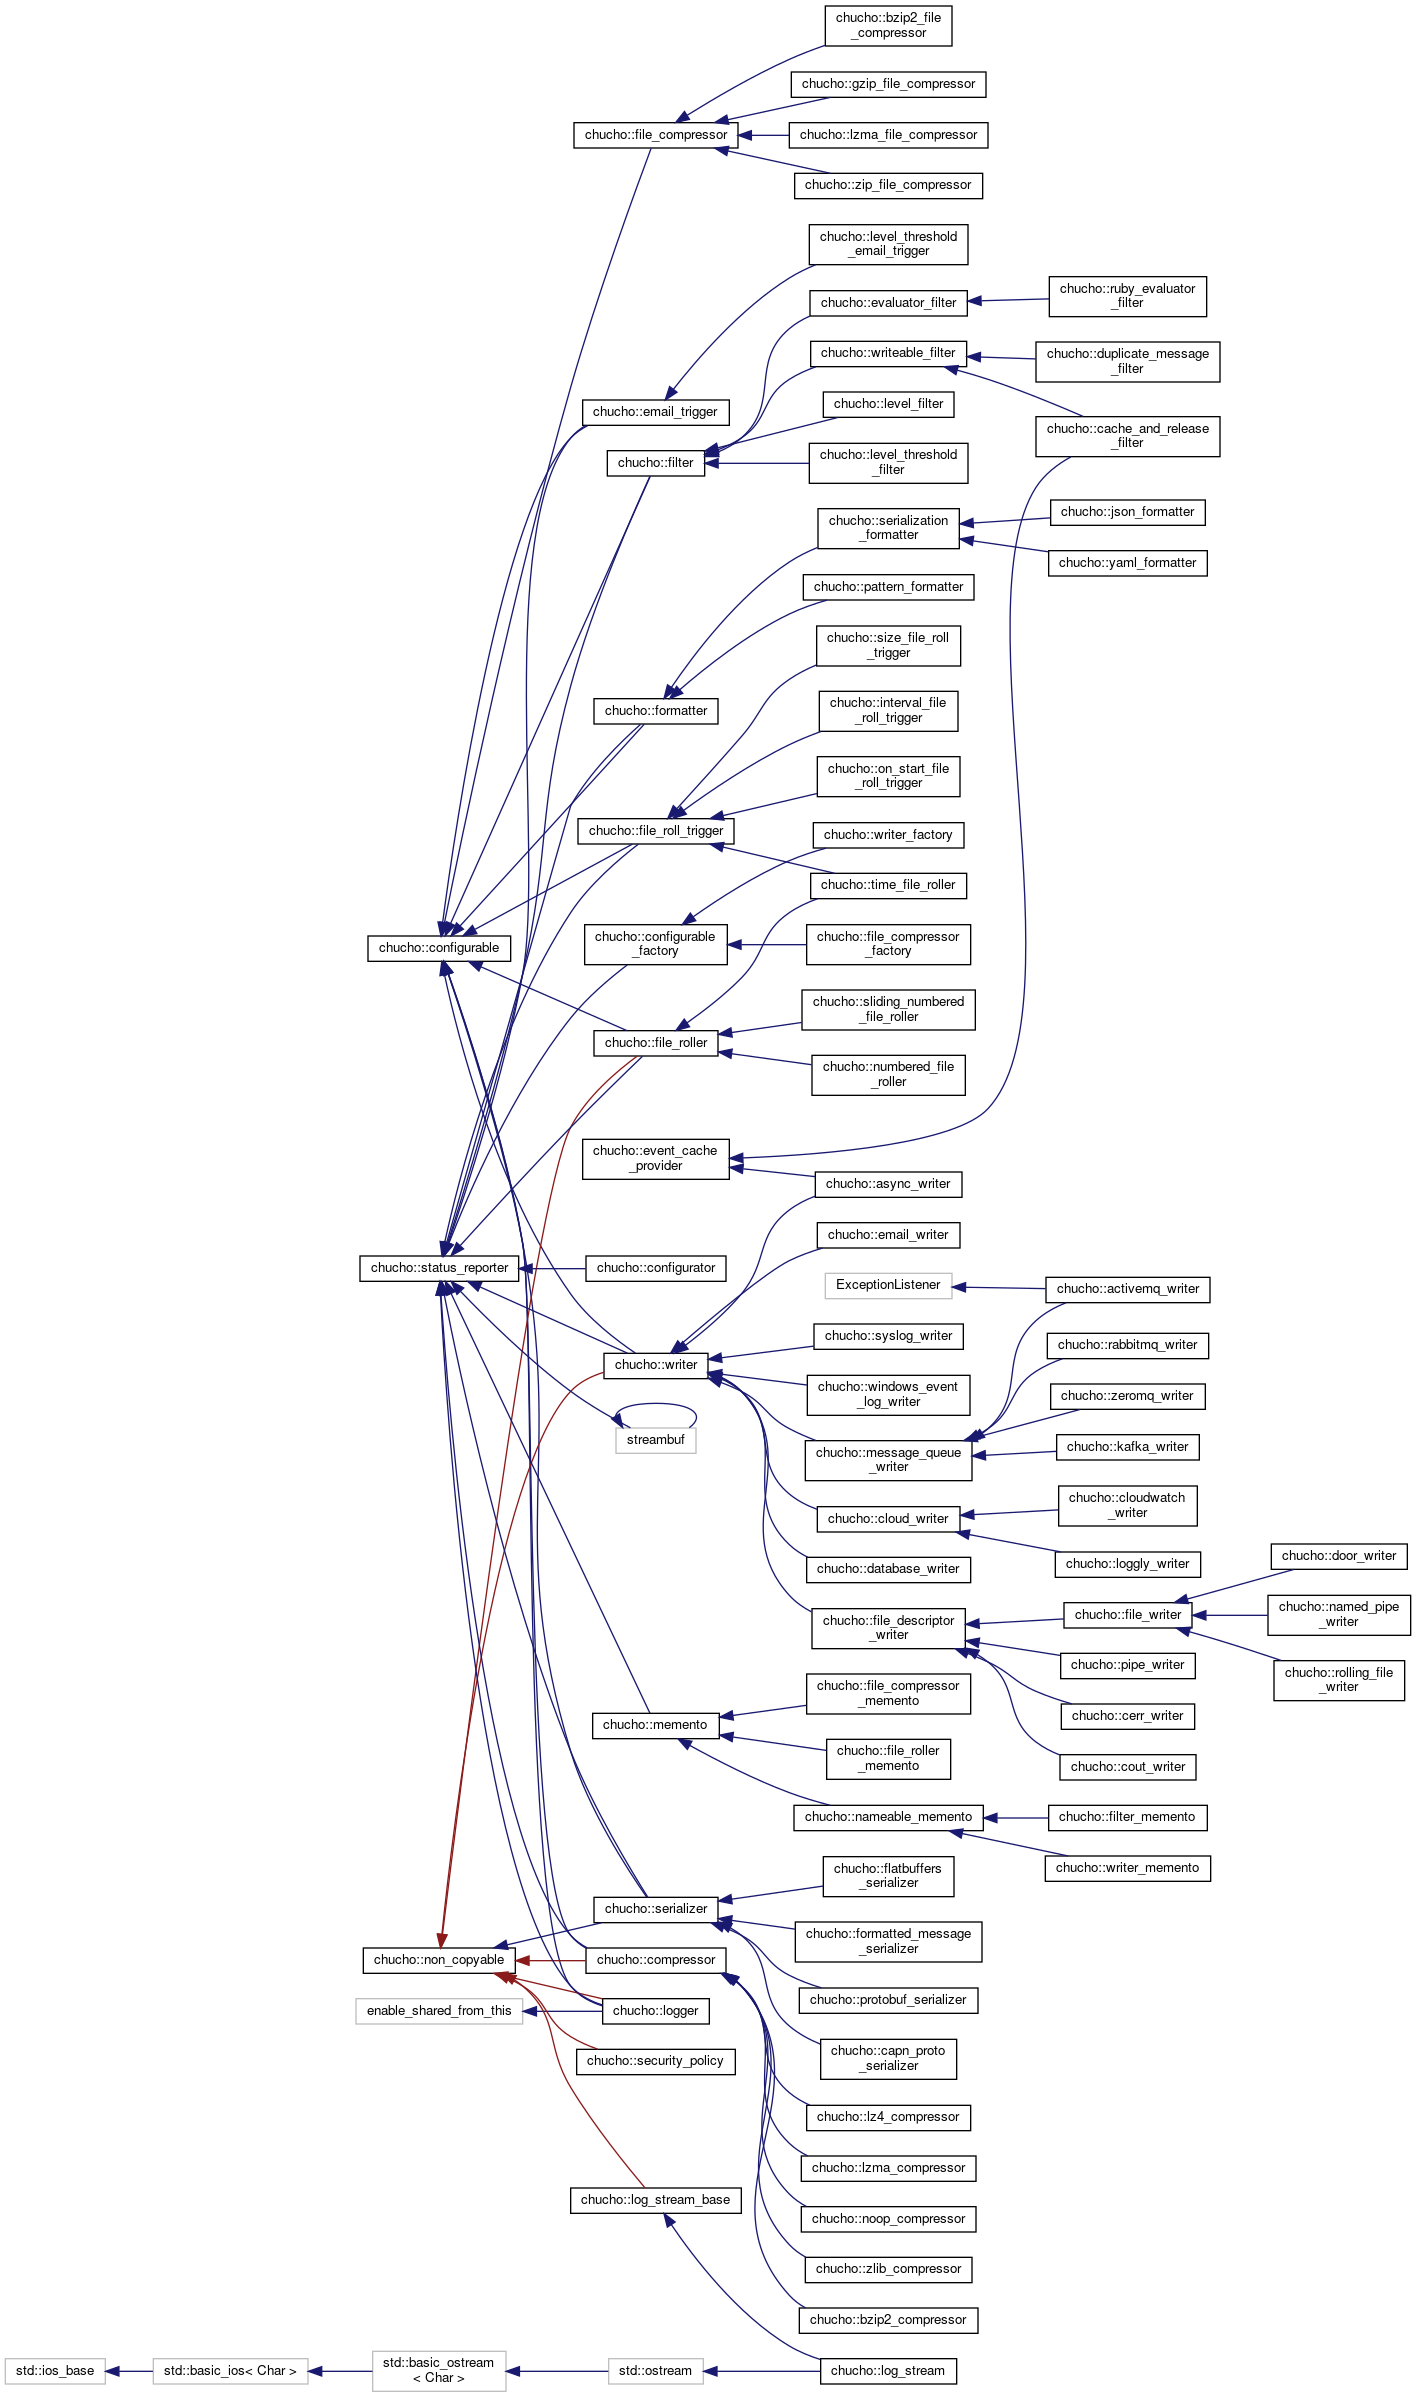 chucho::bzip2_file
_compressor
chucho::gzip_file_compressor
chucho::file_compressor
chucho::lzma_file_compressor
chucho::zip_file_compressor
chucho::level_threshold
_email_trigger
chucho::evaluator_filter
chucho::ruby_evaluator
_filter
chucho::writeable_filter
chucho::duplicate_message
_filter
chucho::email_trigger
chucho::level_filter
chucho::cache_and_release
_filter
chucho::filter
chucho::level_threshold
_filter
chucho::serialization
_formatter
chucho::json_formatter
chucho::yaml_formatter
chucho::pattern_formatter
chucho::size_file_roll
_trigger
chucho::formatter
chucho::interval_file
_roll_trigger
chucho::on_start_file
_roll_trigger
chucho::file_roll_trigger
chucho::writer_factory
chucho::time_file_roller
chucho::configurable
chucho::configurable
_factory
chucho::file_compressor
_factory
chucho::sliding_numbered
_file_roller
chucho::file_roller
chucho::numbered_file
_roller
chucho::event_cache
_provider
chucho::async_writer
chucho::email_writer
chucho::status_reporter
chucho::configurator
ExceptionListener
chucho::activemq_writer
chucho::syslog_writer
chucho::rabbitmq_writer
chucho::writer
chucho::windows_event
_log_writer
chucho::zeromq_writer
streambuf
chucho::message_queue
_writer
chucho::kafka_writer
chucho::cloud_writer
chucho::cloudwatch
_writer
chucho::database_writer
chucho::loggly_writer
chucho::door_writer
chucho::file_descriptor
_writer
chucho::file_writer
chucho::named_pipe
_writer
chucho::pipe_writer
chucho::rolling_file
_writer
chucho::file_compressor
_memento
chucho::cerr_writer
chucho::memento
chucho::file_roller
_memento
chucho::cout_writer
chucho::nameable_memento
chucho::filter_memento
chucho::writer_memento
chucho::flatbuffers
_serializer
chucho::serializer
chucho::formatted_message
_serializer
chucho::non_copyable
chucho::compressor
chucho::protobuf_serializer
enable_shared_from_this
chucho::logger
chucho::capn_proto
_serializer
chucho::security_policy
chucho::lz4_compressor
chucho::lzma_compressor
chucho::log_stream_base
chucho::noop_compressor
chucho::zlib_compressor
chucho::bzip2_compressor
std::ios_base
std::basic_ios< Char >
std::basic_ostream
< Char >
std::ostream
chucho::log_stream